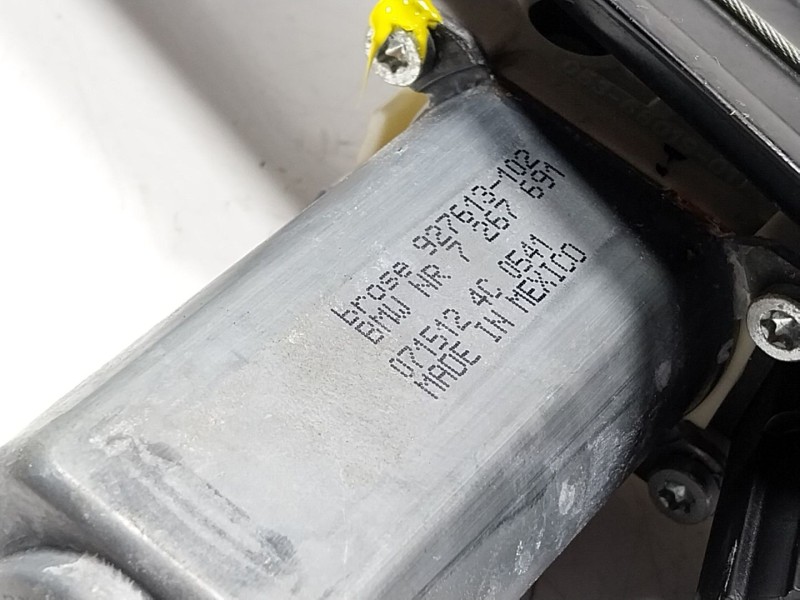 brose 927613-102
BMW NR 7 267 691
071512 4C 0541
MADE IN MEXICO